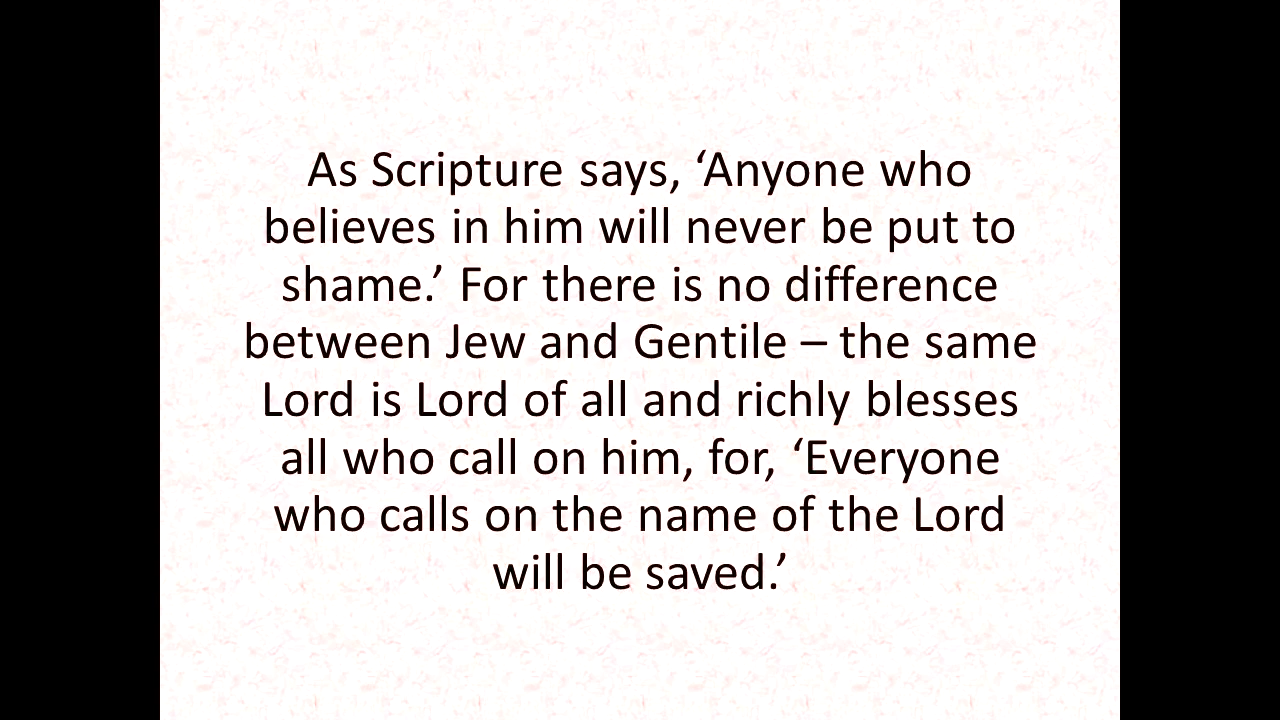 As Scripture says, ‘Anyone who
believes in him will never be put to
shame.’ For there is no difference
between Jew and Gentile – the same
Lord is Lord of all and richly blesses
all who call on him, for, ‘Everyone
who calls on the name of the Lord
will be saved.’